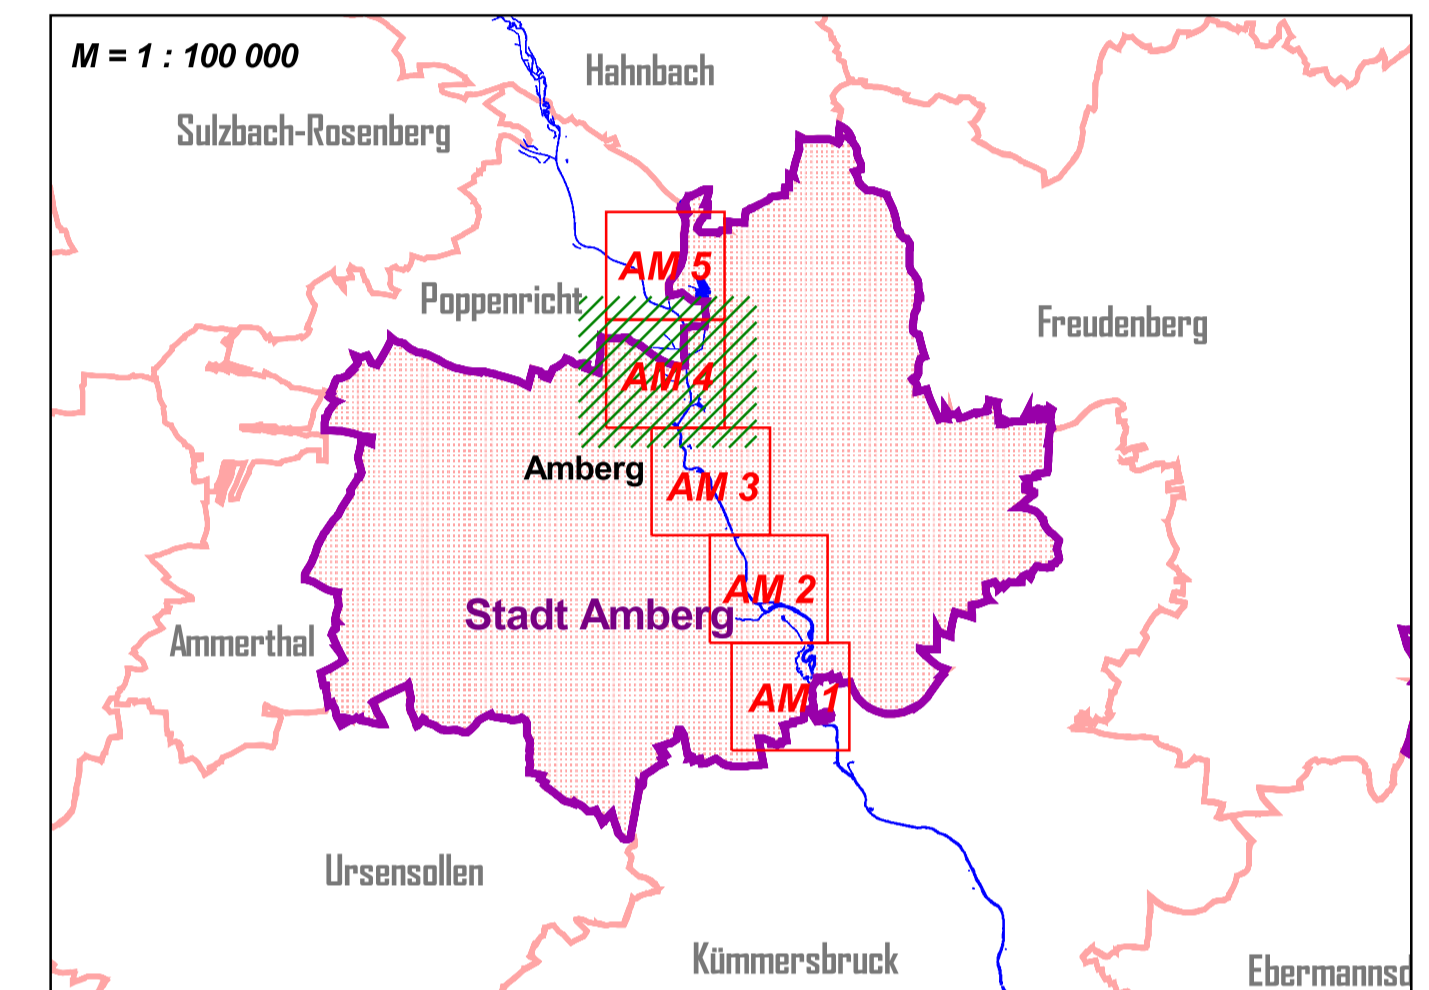 M = 1 : 100 000
Hahnbach
Sulzbach-Rosenberg
AM 5
Poppenricht
Freudenberg
AM 4
Amberg
AM 3
AM 2
Stadt Amberg
Ammerthal
AM 1
Ursensollen
Kümmersbruck
Ebermannsd